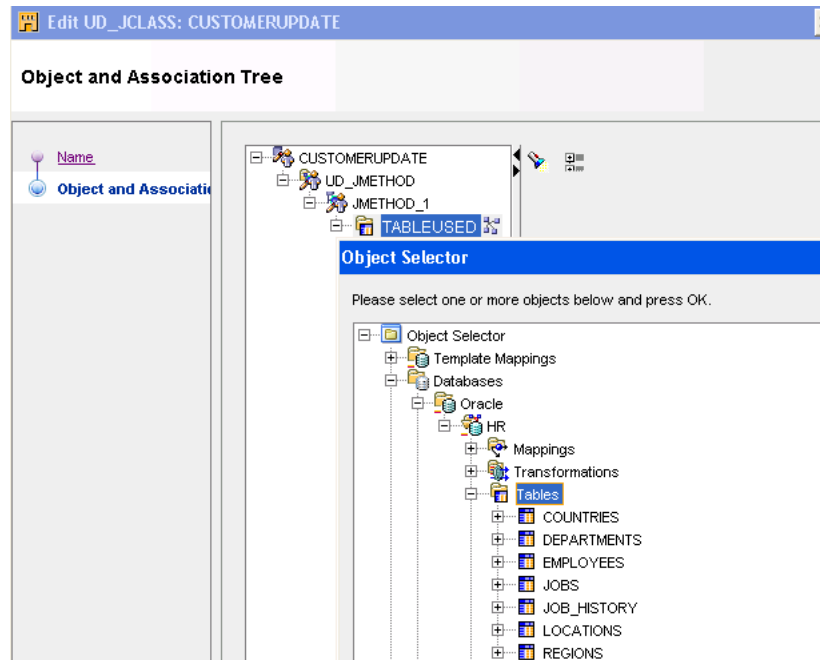 Edit UD_JCLASS: CUSTOMERUPDATE
Object and Association Tree
Name
Object and Associati
CUSTOMERUPDATE
UD_JMETHOD
JMETHOD_1
TABLEUSED
Object Selector
Please select one or more objects below and press OK.
Object Selector
Template Mappings
Databases
Oracle
HR
Mappings
Transformations
Tables
COUNTRIES
DEPARTMENTS
EMPLOYEES
JOBS
JOB_HISTORY
LOCATIONS
REGIONS